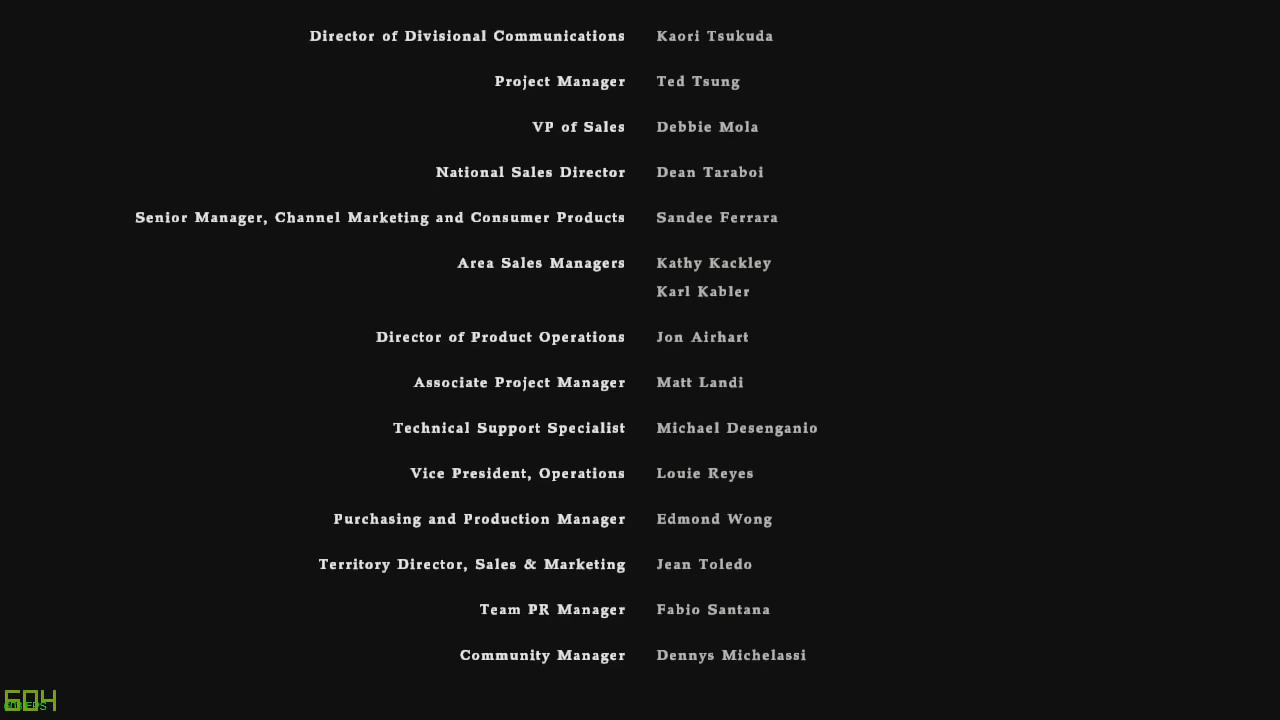 Director of Divisional Communications Kaori Tsukuda
Project Manager Ted Tsung
VP of Sales Debbie Mola
National Sales Director Dean Taraboi
Senior Manager, Channel Marketing and Consumer Products Sandee Ferrara
Area Sales Managers Kathy Kackley
Karl Kabler
Director of Product Operations Jon Airhart
Associate Project Manager Matt Landi
Technical Support Specialist Michael Desenganio
Vice President, Operations Louie Reyes
Purchasing and Production Manager Edmond Wong
Territory Director, Sales & Marketing Jean Toledo
Team PR Manager Fabio Santana
Community Manager Dennys Michelassi
604